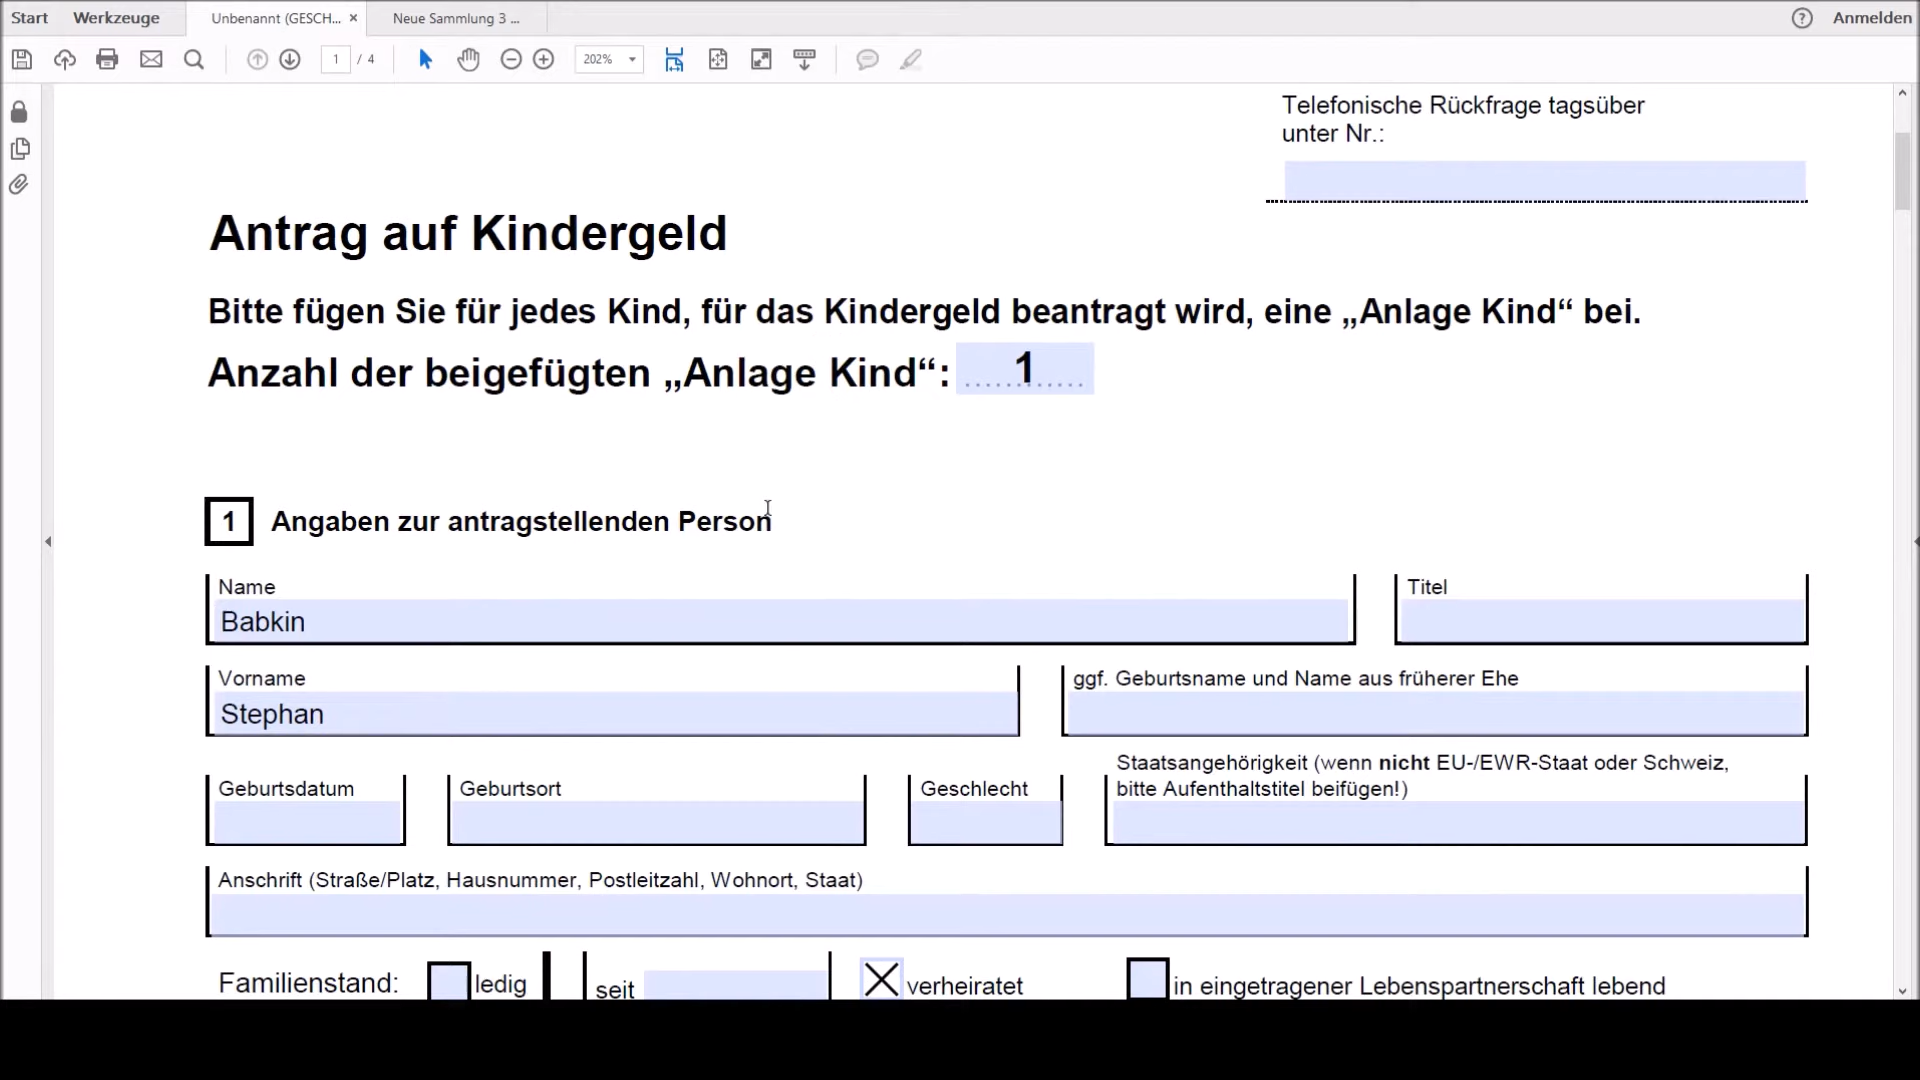 Start Werkzeuge Unbenannt (GESCH... × Neue Sammlung 3 ... ? Anmelden
1 / 4 202%
Telefonische Rückfrage tagsüber
unter Nr.:
Antrag auf Kindergeld
Bitte fügen Sie für jedes Kind, für das Kindergeld beantragt wird, eine „Anlage Kind“ bei.
Anzahl der beigefügten „Anlage Kind“: 1
1 Angaben zur antragstellenden Person
Name Titel
Babkin
Vorname ggf. Geburtsname und Name aus früherer Ehe
Stephan
Staatsangehörigkeit (wenn nicht EU-/EWR-Staat oder Schweiz,
Geburtsdatum Geburtsort Geschlecht bitte Aufenthaltstitel beifügen!)
Anschrift (Straße/Platz, Hausnummer, Postleitzahl, Wohnort, Staat)
Familienstand: ledig seit verheiratet in eingetragener Lebenspartnerschaft lebend